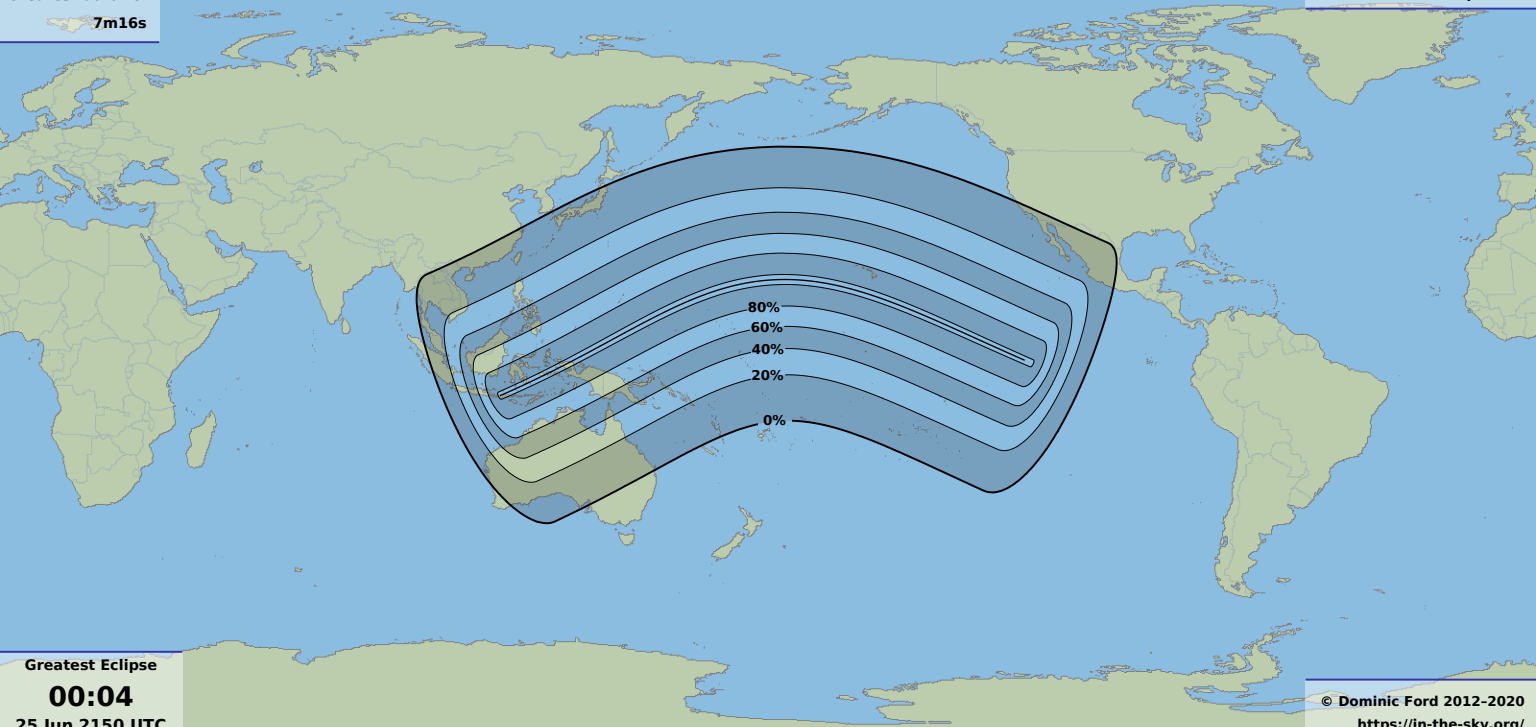 7m16s
80%
60%
40%
20%
0%
Greatest Eclipse
00:04
25 Jun 2150 UTC
© Dominic Ford 2012–2020
https://in-the-sky.org/